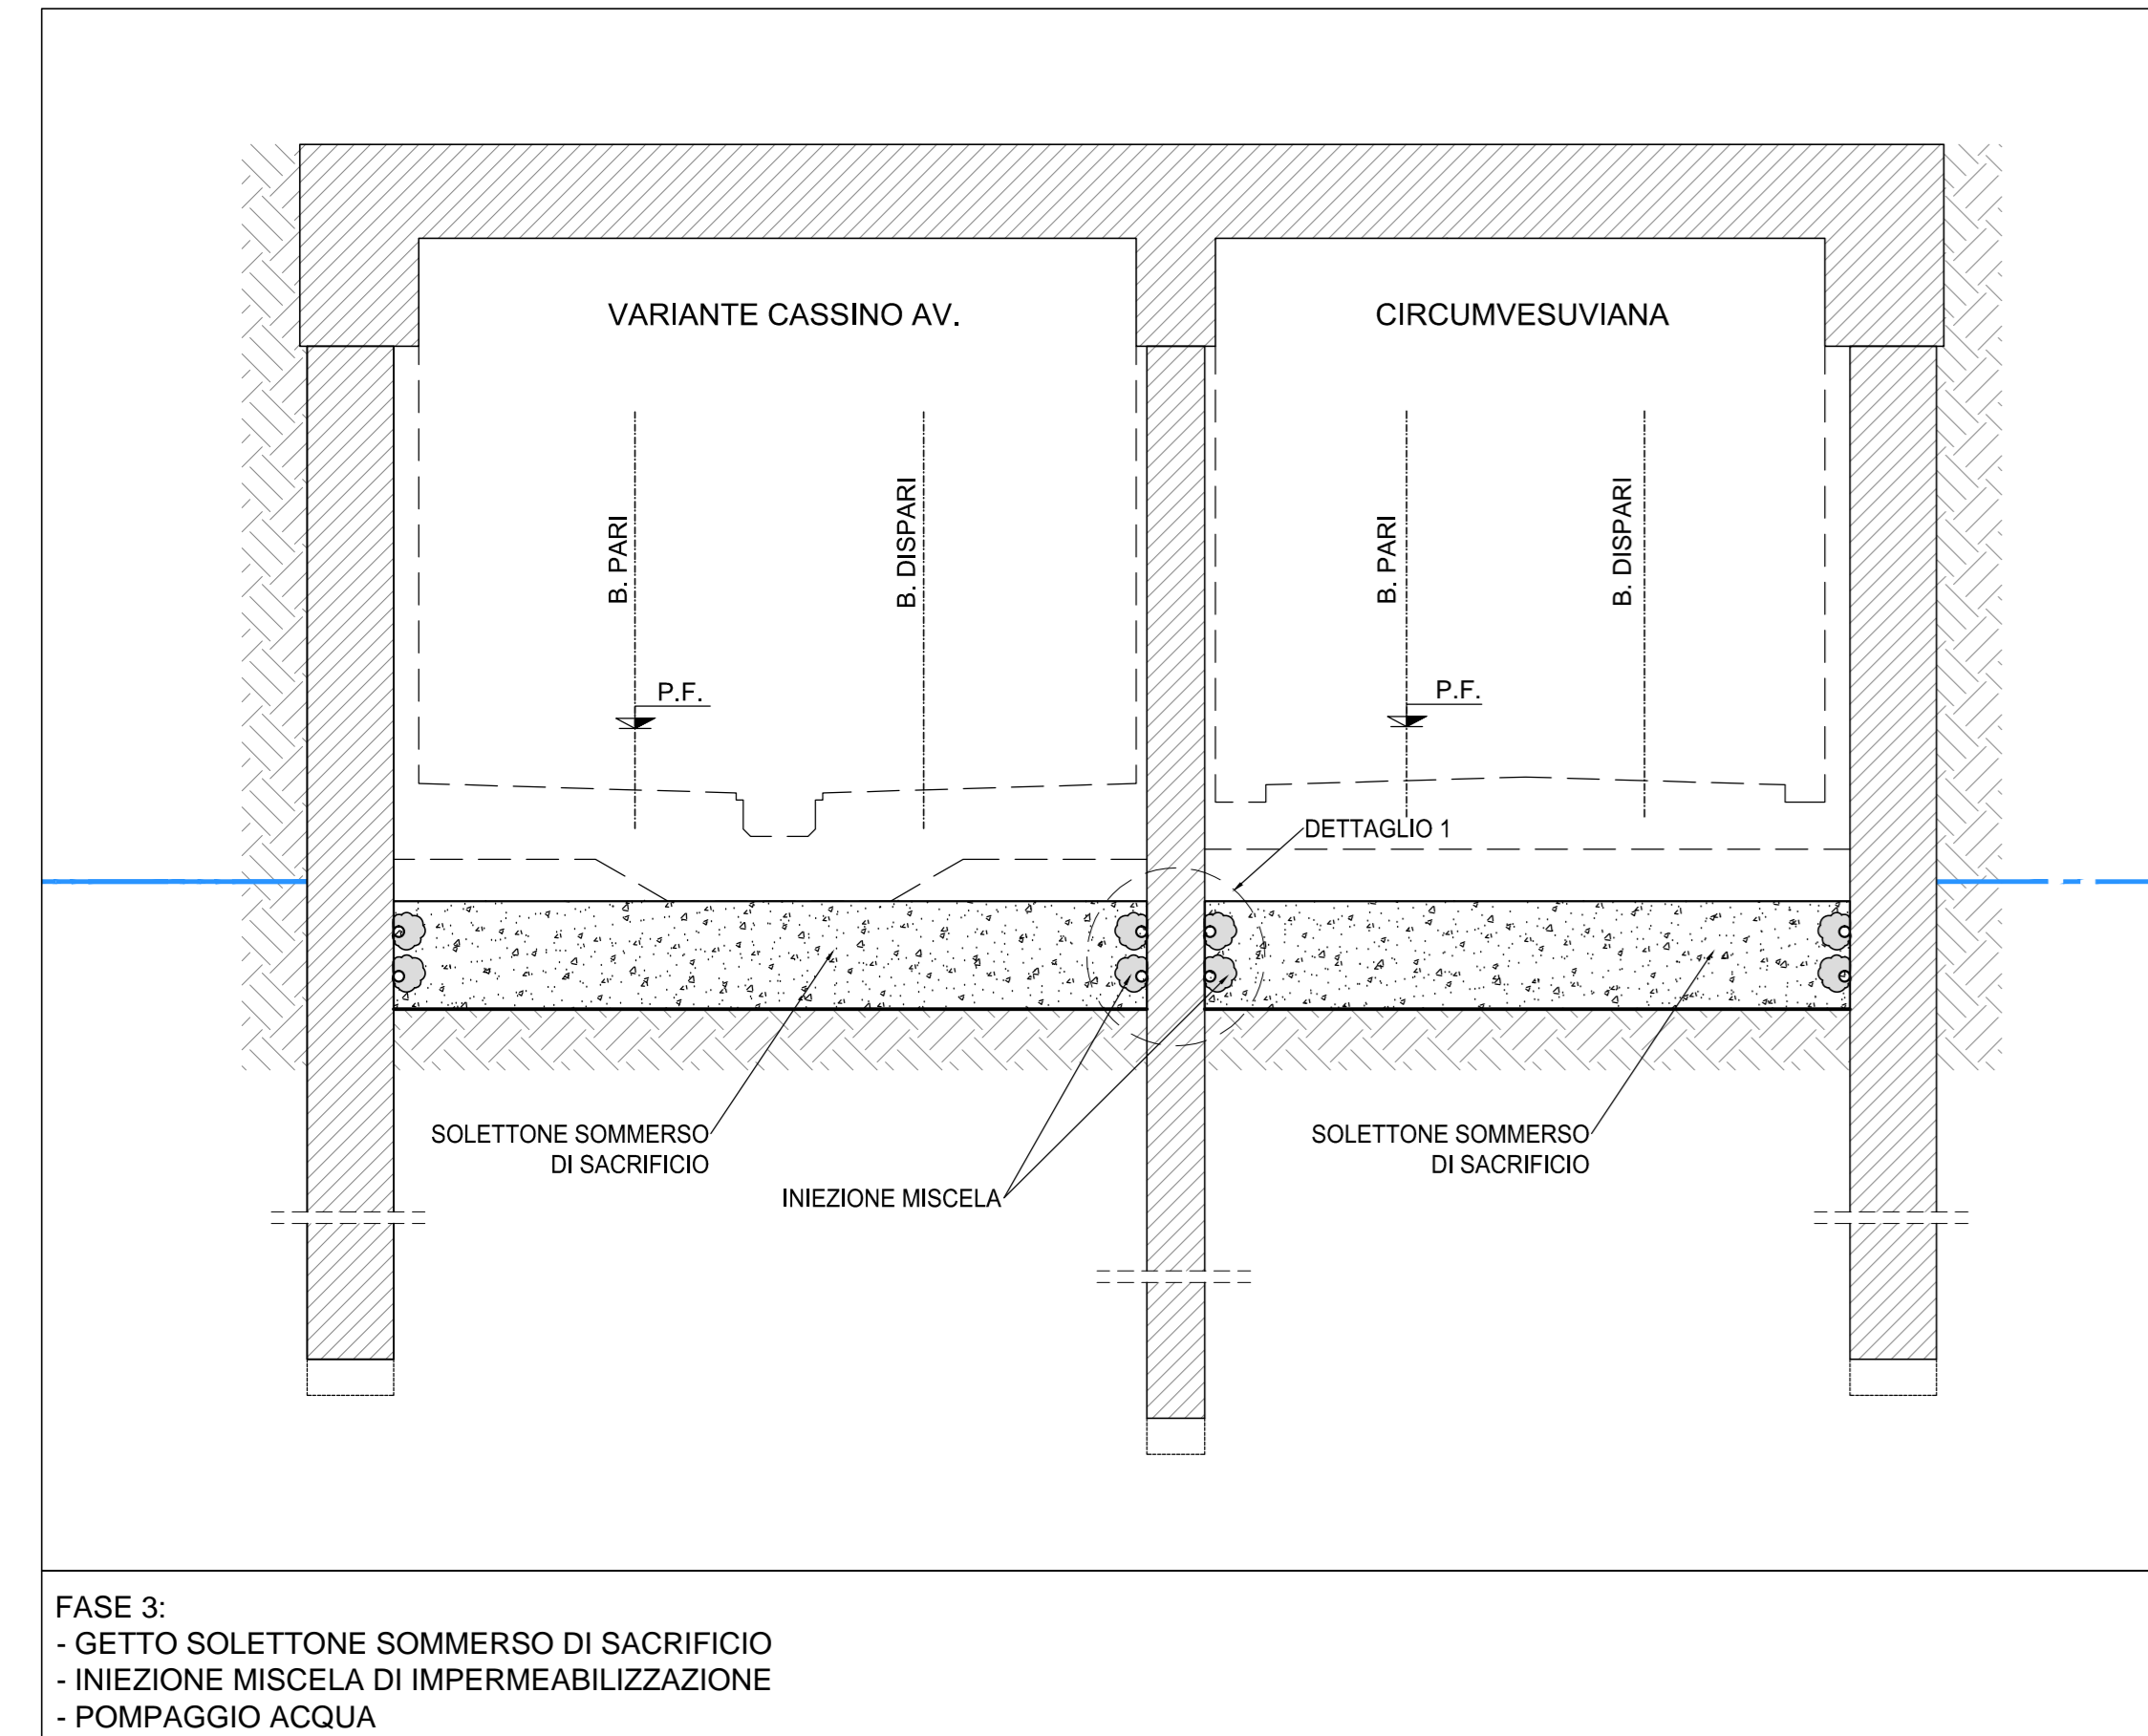 VARIANTE CASSINO AV.
CIRCUMVESUVIANA
B. PARI
B. DISPARI
B. PARI
B. DISPARI
P.F.
P.F.
DETTAGLIO 1
SOLETTONE SOMMERSO
DI SACRIFICIO
SOLETTONE SOMMERSO
DI SACRIFICIO
INIEZIONE MISCELA
FASE 3:
- GETTO SOLETTONE SOMMERSO DI SACRIFICIO
- INIEZIONE MISCELA DI IMPERMEABILIZZAZIONE
- POMPAGGIO ACQUA